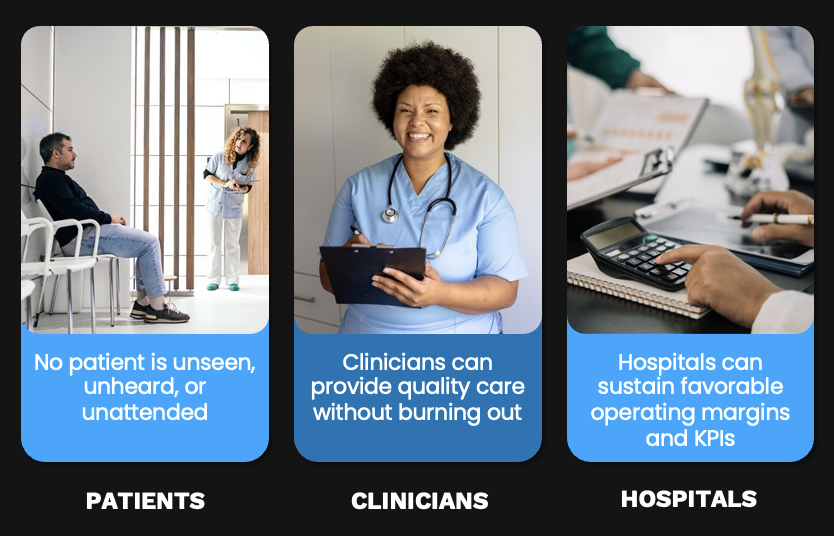 No patient is unseen,
unheard, or
unattended
Clinicians can
provide quality care
without burning out
Hospitals can
sustain favorable
operating margins
and KPIs
PATIENTS
CLINICIANS
HOSPITALS